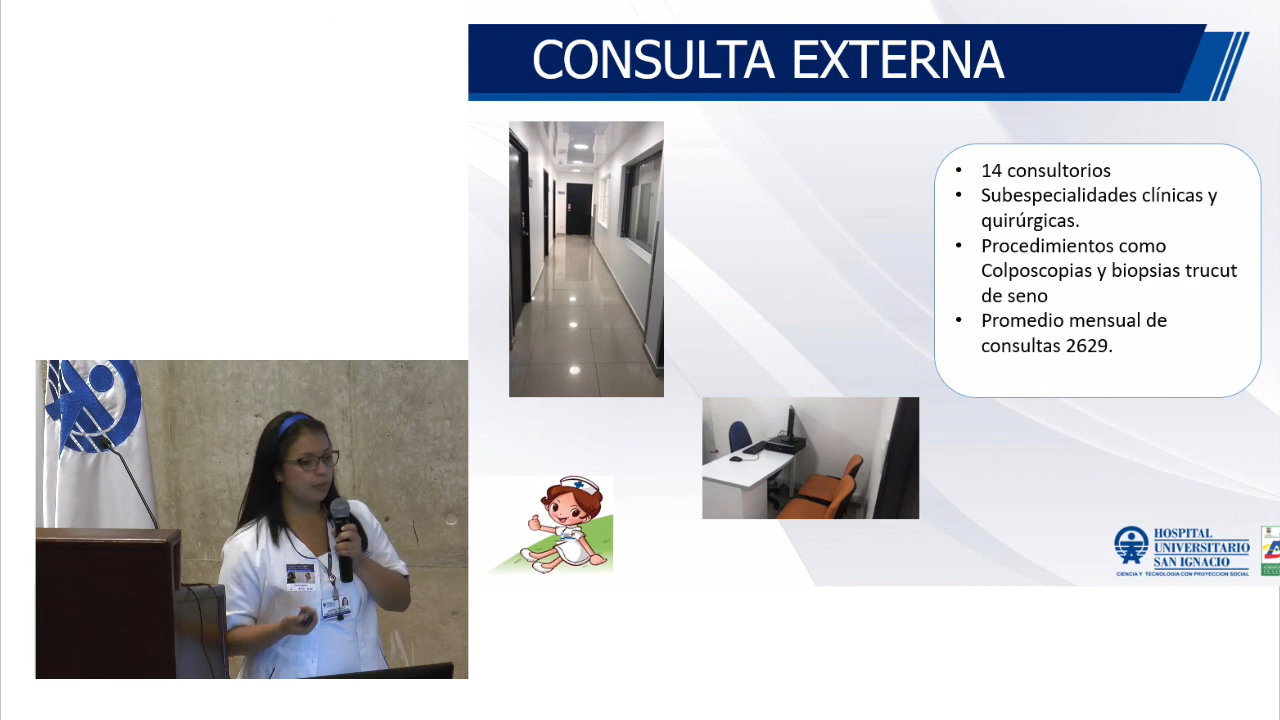 CONSULTA EXTERNA
• 14 consultorios
• Subespecialidades clínicas y
quirúrgicas.
• Procedimientos como
Colposcopias y biopsias trucut
de seno
• Promedio mensual de
consultas 2629.
HOSPITAL
UNIVERSITARIO
SAN IGNACIO
CIENCIA Y TECNOLOGIA CON PROYECCION SOCIAL